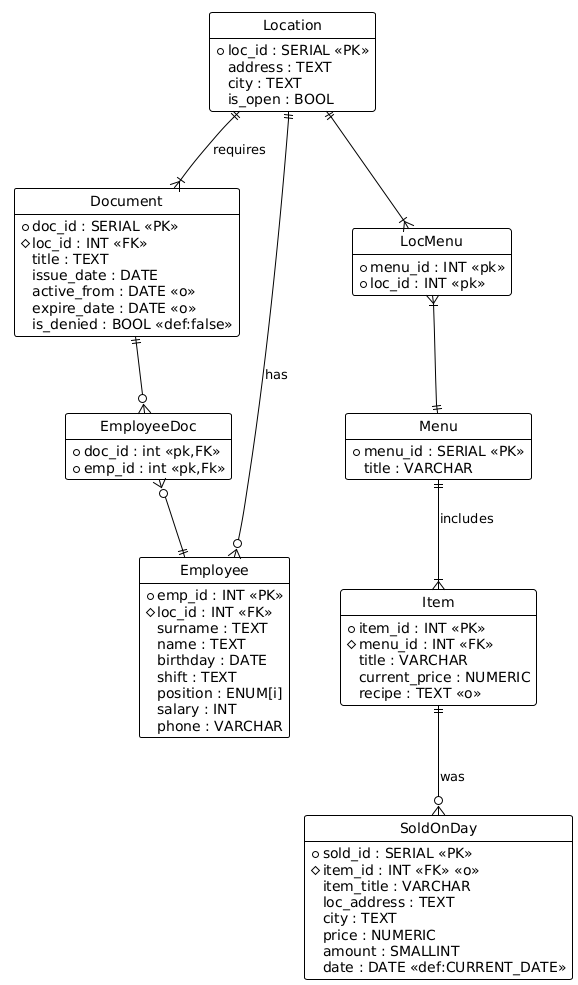 Location
loc_id : SERIAL «PK»
address : TEXT
city : TEXT
is_open : BOOL
requires
Document
doc_id : SERIAL «PK»
loc_id : INT «FK»
title : TEXT
issue_date : DATE
active_from : DATE «o»
expire_date : DATE «o»
is_denied : BOOL «def:false»
LocMenu
menu_id : INT «pk»
loc_id : INT «pk»
has
EmployeeDoc
doc_id : int «pk,FK»
emp_id : int «pk,Fk»
Menu
menu_id : SERIAL «PK»
title : VARCHAR
includes
Employee
emp_id : INT «PK»
loc_id : INT «FK»
surname : TEXT
name : TEXT
birthday : DATE
shift : TEXT
position : ENUM[i]
salary : INT
phone : VARCHAR
Item
item_id : INT «PK»
menu_id : INT «FK»
title : VARCHAR
current_price : NUMERIC
recipe : TEXT «o»
was
SoldOnDay
sold_id : SERIAL «PK»
item_id : INT «FK» «o»
item_title : VARCHAR
loc_address : TEXT
city : TEXT
price : NUMERIC
amount : SMALLINT
date : DATE «def:CURRENT_DATE»